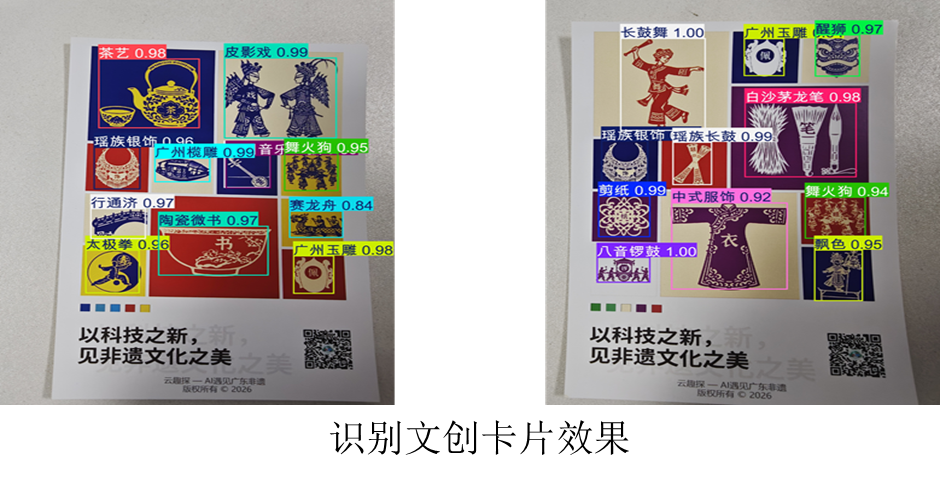 茶艺 0.98
皮影戏 0.99
茶
瑶族银饰 0.96
广州榄雕 0.99
音乐
舞火狗 0.95
行通济 0.97
陶瓷微书 0.97
赛龙舟 0.84
书
太极拳 0.96
广州玉雕 0.98
佩
以科技之新，
见非遗文化之美
云趣探 — AI遇见广东非遗
版权所有 © 2026
长鼓舞 1.00
广州玉雕
醒狮 0.97
佩
白沙茅龙笔 0.98
笔
瑶族银饰
瑶族长鼓 0.99
剪纸 0.99
中式服饰 0.92
舞火狗 0.94
衣
八音锣鼓 1.00
飘色 0.95
以科技之新，
见非遗文化之美
云趣探 — AI遇见广东非遗
版权所有 © 2026
识别文创卡片效果